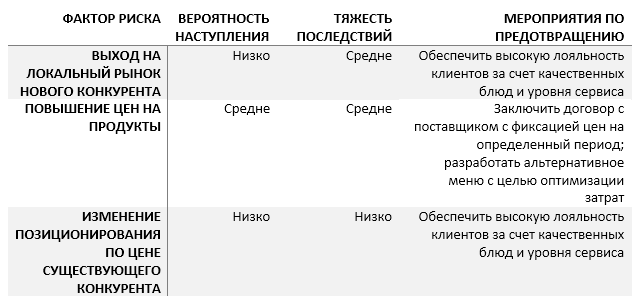 ФАКТОР РИСКА ВЕРОЯТНОСТЬ НАСТУПЛЕНИЯ ТЯЖЕСТЬ ПОСЛЕДСТВИЙ МЕРОПРИЯТИЯ ПО ПРЕДОТВРАЩЕНИЮ
ВЫХОД НА Низко Средне Обеспечить высокую лояльность
ЛОКАЛЬНЫЙ РЫНОК клиентов за счет качественных
НОВОГО КОНКУРЕНТА блюд и уровня сервиса
ПОВЫШЕНИЕ ЦЕН НА Средне Средне Заключить договор с
ПРОДУКТЫ поставщиком с фиксацией цен на
определенный период;
разработать альтернативное
меню с целью оптимизации
затрат
ИЗМЕНЕНИЕ Низко Низко Обеспечить высокую лояльность
ПОЗИЦИОНИРОВАНИЯ клиентов за счет качественных
ПО ЦЕНЕ блюд и уровня сервиса
СУЩЕСТВУЮЩЕГО
КОНКУРЕНТА